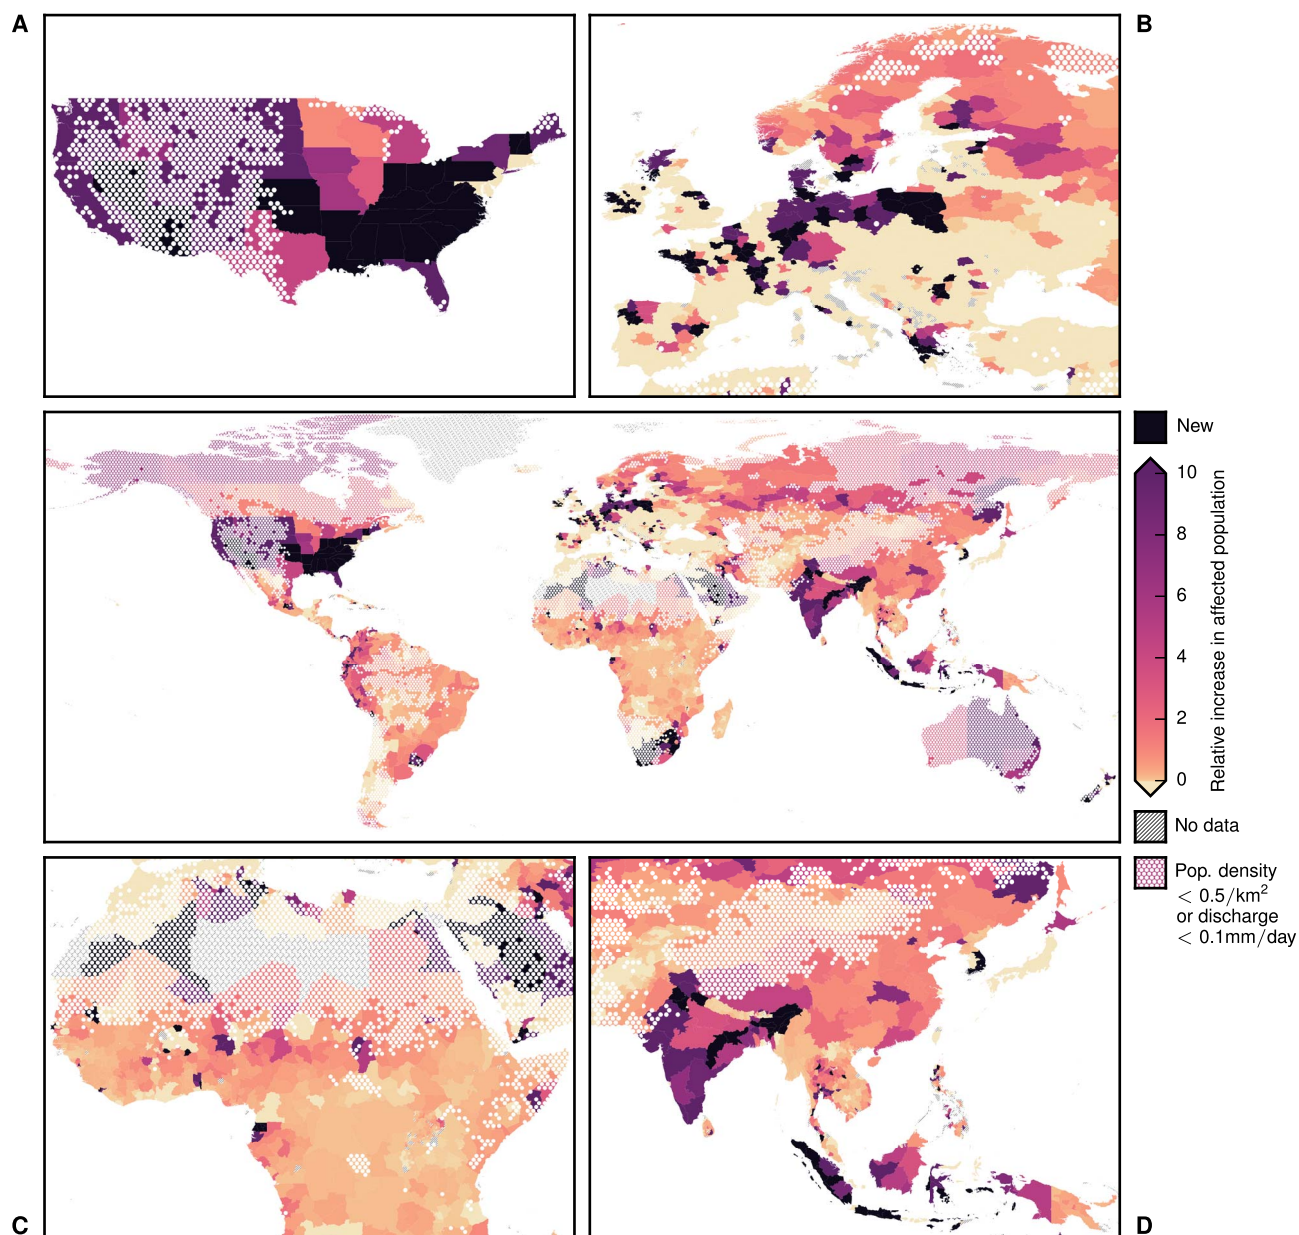 A
B
New
10
8
6
4
2
0
Relative increase in affected population
No data
Pop. density
< 0.5/km²
or discharge
< 0.1mm/day
C
D